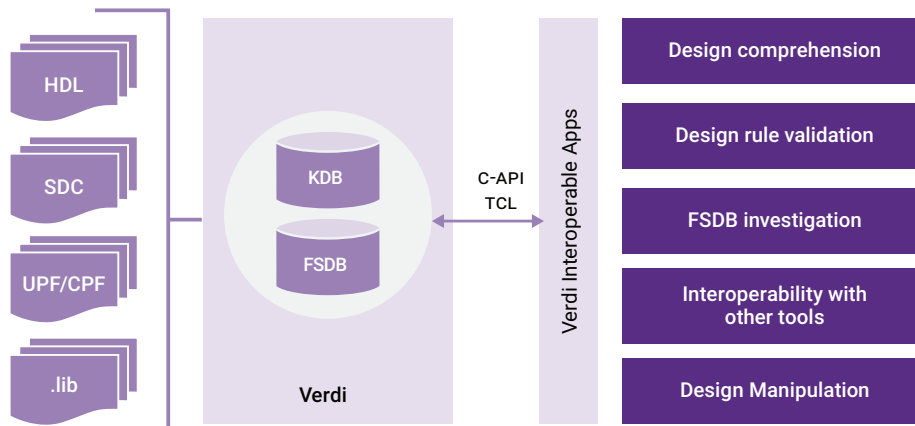 HDL
SDC
UPF/CPF
.lib
KDB
FSDB
Verdi
C-API
TCL
Verdi Interoperable Apps
Design comprehension
Design rule validation
FSDB investigation
Interoperability with
other tools
Design Manipulation